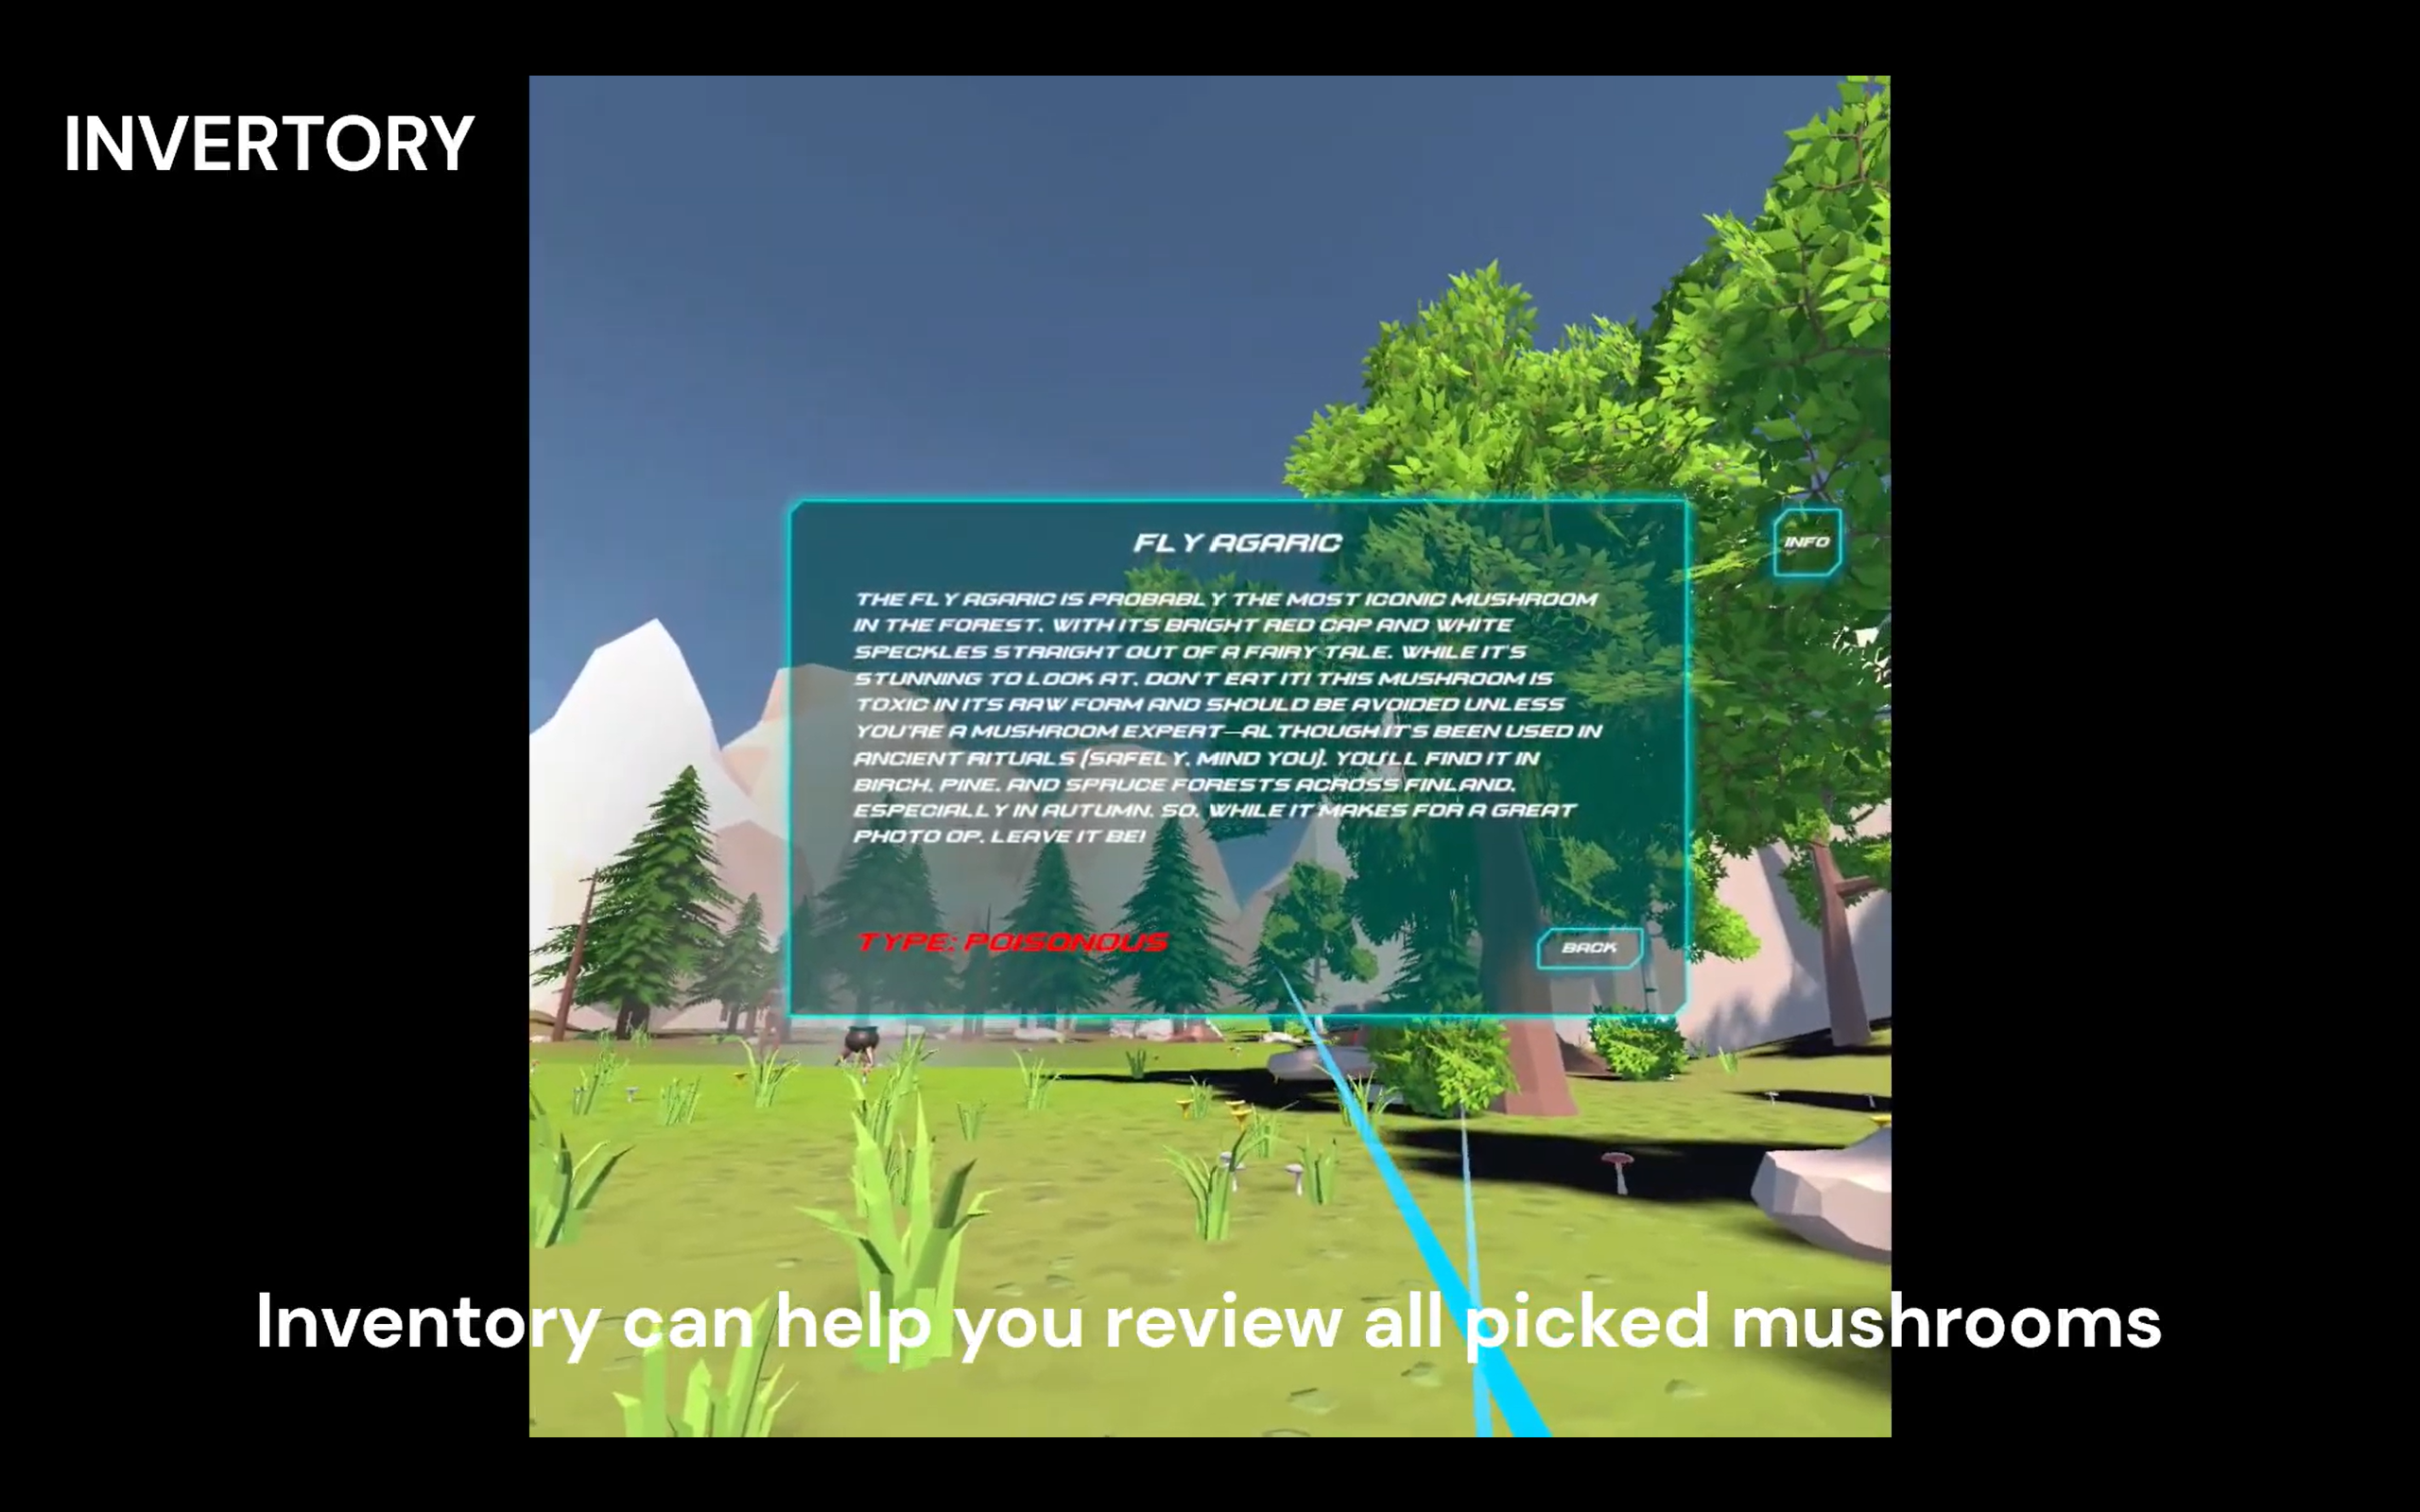 INVERTORY
FLY AGARIC
INFO
THE FLY AGARIC IS PROBABLY THE MOST ICONIC MUSHROOM
IN THE FOREST, WITH ITS BRIGHT RED CAP AND WHITE
SPECKLES STRAIGHT OUT OF A FAIRY TALE. WHILE IT'S
STUNNING TO LOOK AT, DON'T EAT IT! THIS MUSHROOM IS
TOXIC IN ITS RAW FORM AND SHOULD BE AVOIDED UNLESS
YOU'RE A MUSHROOM EXPERT—ALTHOUGH IT'S BEEN USED IN
ANCIENT RITUALS (SAFELY, MIND YOU). YOU'LL FIND IT IN
BIRCH, PINE, AND SPRUCE FORESTS ACROSS FINLAND,
ESPECIALLY IN AUTUMN. SO, WHILE IT MAKES FOR A GREAT
PHOTO OP, LEAVE IT BE!
TYPE: POISONOUS
BACK
Inventory can help you review all picked mushrooms